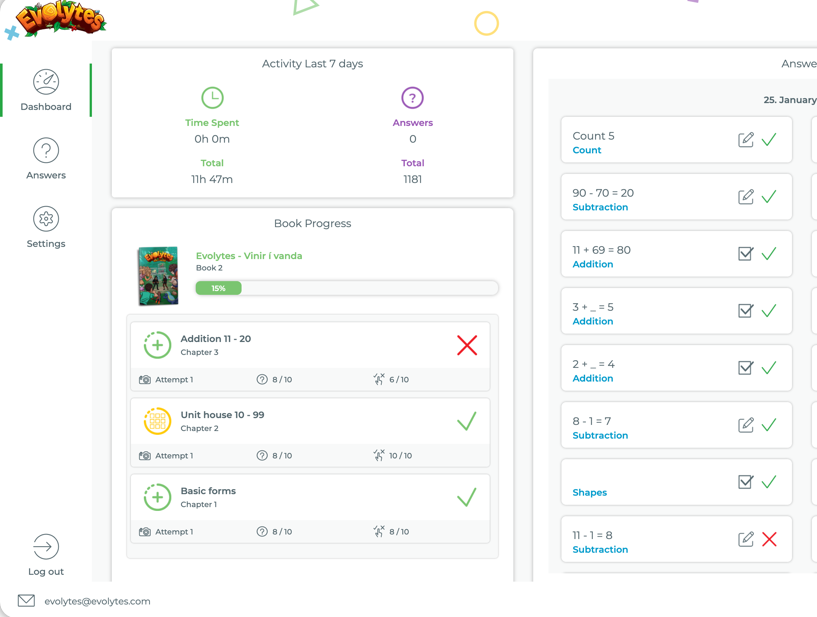 Evolytes
Dashboard
Answers
Settings
Log out
evolytes@evolytes.com
Activity Last 7 days
Time Spent
0h 0m
Total
11h 47m
Answers
0
Total
1181
Book Progress
Evolytes
Evolytes - Vinir í vanda
Book 2
15%
Addition 11 - 20
Chapter 3
Attempt 1
8 / 10
6 / 10
Unit house 10 - 99
Chapter 2
Attempt 1
8 / 10
10 / 10
Basic forms
Chapter 1
Attempt 1
8 / 10
8 / 10
Answe
25. January
Count 5
Count
90 - 70 = 20
Subtraction
11 + 69 = 80
Addition
3 + _ = 5
Addition
2 + _ = 4
Addition
8 - 1 = 7
Subtraction
Shapes
11 - 1 = 8
Subtraction